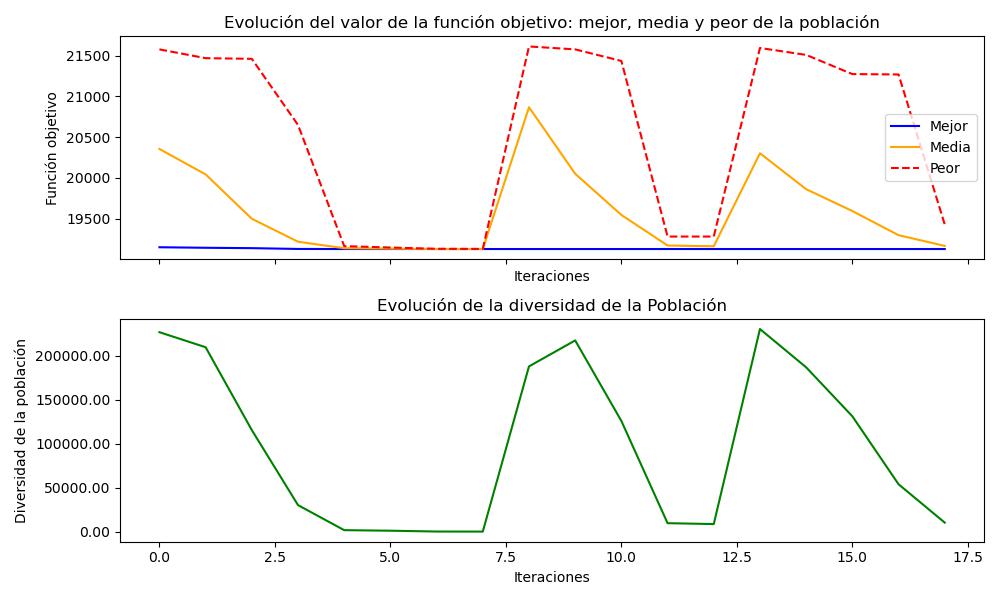 Evolución del valor de la función objetivo: mejor, media y peor de la población
Función objetivo
21500
21000
20500
20000
19500
Mejor
Media
Peor
Iteraciones
Evolución de la diversidad de la Población
Diversidad de la población
200000.00
150000.00
100000.00
50000.00
0.00
0.0 2.5 5.0 7.5 10.0 12.5 15.0 17.5
Iteraciones